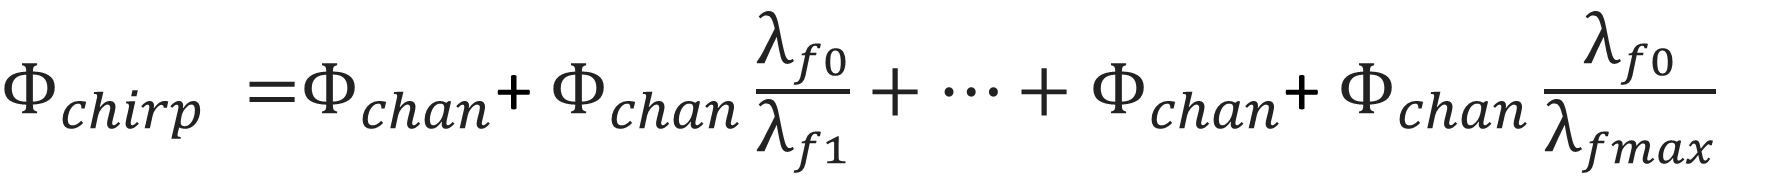 Φ_chirp =Φ_chan + Φ_chan λ_f0/λ_f1 + ⋯ + Φ_chan + Φ_chan λ_f0/λ_fmax